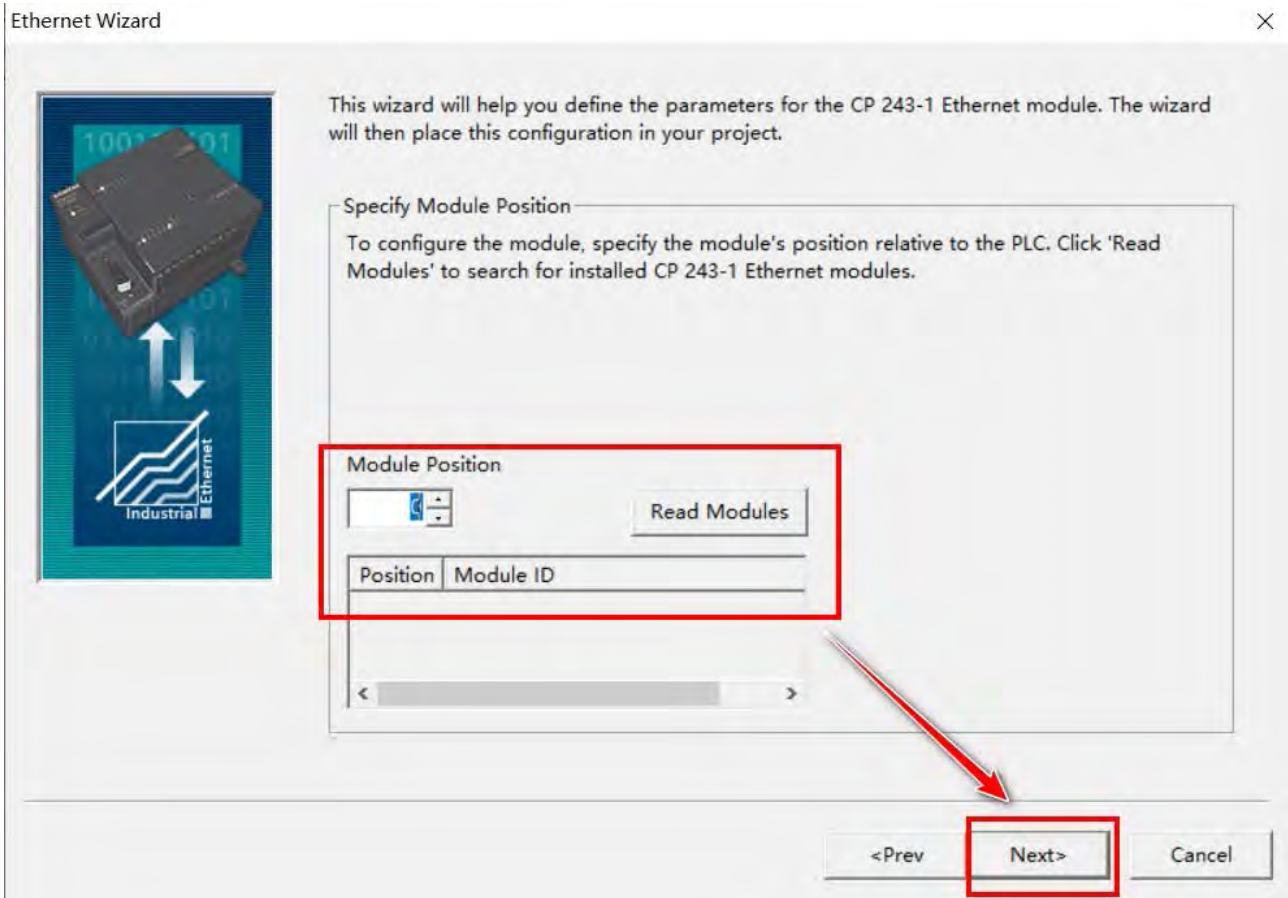 Ethernet Wizard
This wizard will help you define the parameters for the CP 243-1 Ethernet module. The wizard
will then place this configuration in your project.
Specify Module Position
To configure the module, specify the module's position relative to the PLC. Click 'Read
Modules' to search for installed CP 243-1 Ethernet modules.
Module Position
Read Modules
Position Module ID
Industrial
Ethernet
<Prev
Next>
Cancel